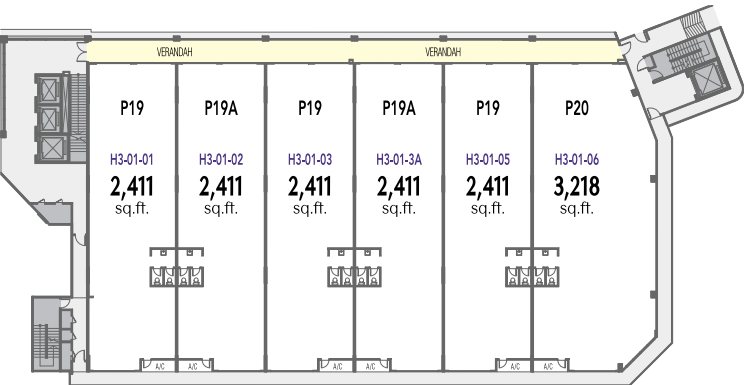 VERANDAH VERANDAH
P19 P19A P19 P19A P19 P20
H3-01-01 H3-01-02 H3-01-03 H3-01-3A H3-01-05 H3-01-06
2,411 2,411 2,411 2,411 2,411 3,218
sq.ft. sq.ft. sq.ft. sq.ft. sq.ft. sq.ft.
A/C A/C A/C A/C A/C A/C